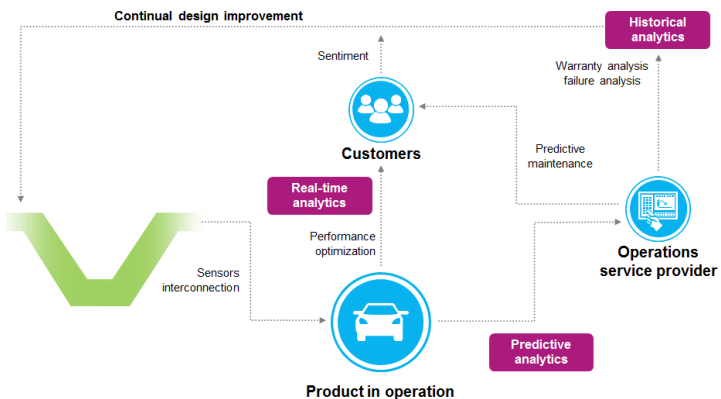 Continual design improvement
Historical
analytics
Sentiment
Warranty analysis
failure analysis
Customers
Predictive
maintenance
Real-time
analytics
Performance
optimization
Sensors
interconnection
Operations
service provider
Predictive
analytics
Product in operation